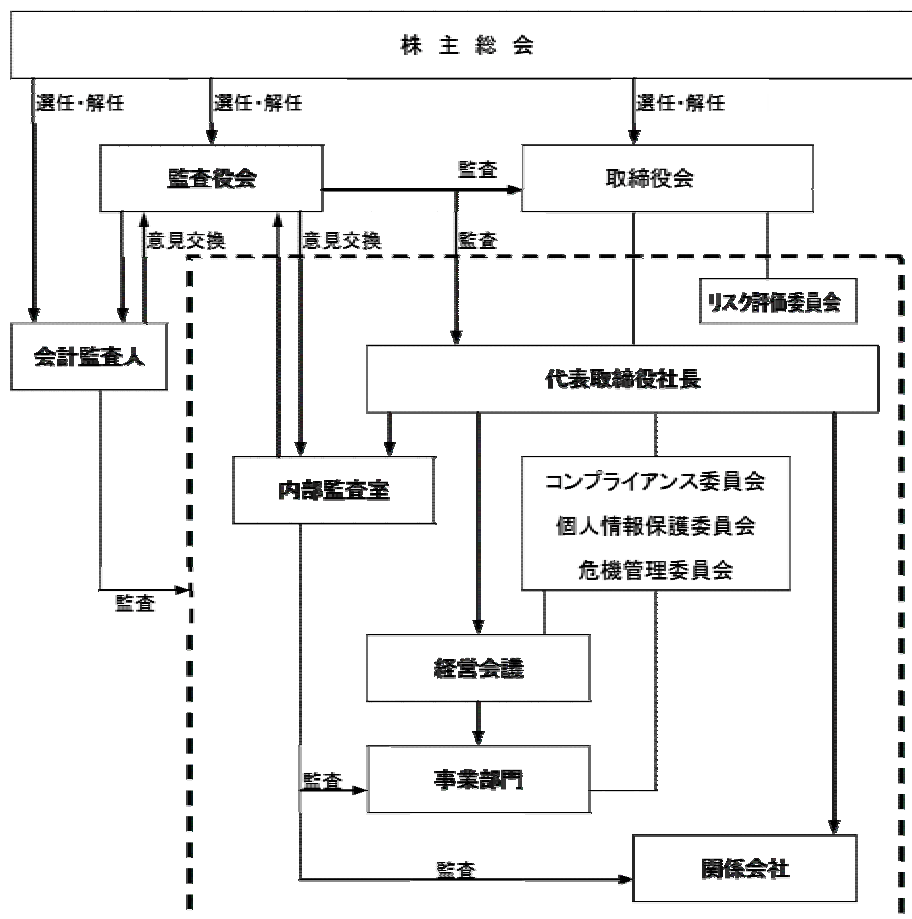 株主総会
選任・解任
選任・解任
選任・解任
監査役会
監査
取締役会
意見交換
意見交換
監査
リスク評価委員会
会計監査人
代表取締役社長
内部監査室
コンプライアンス委員会
個人情報保護委員会
危機管理委員会
監査
経営会議
監査
事業部門
監査
関係会社